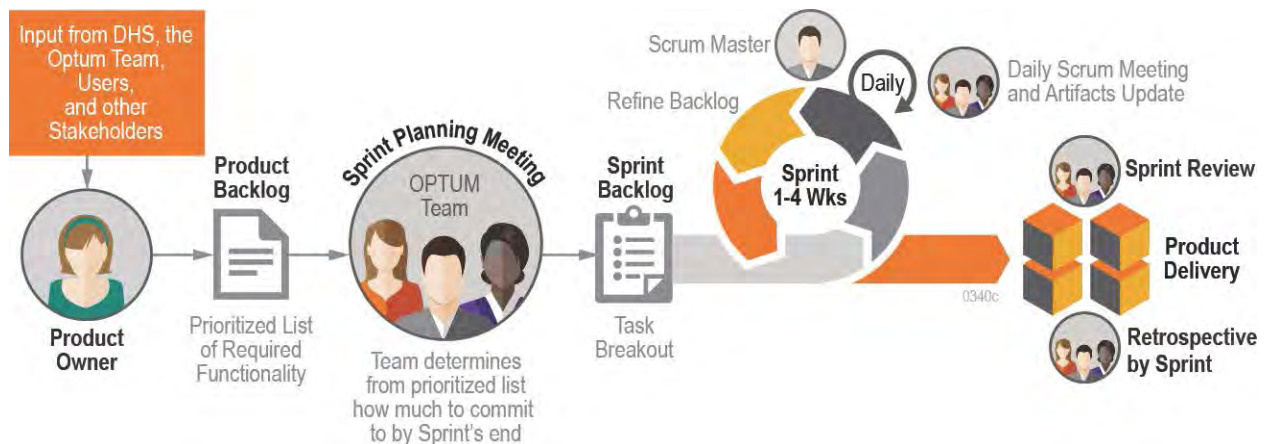 Input from DHS, the
Optum Team,
Users,
and other
Stakeholders
Product
Owner
Product
Backlog
Prioritized List
of Required
Functionality
Sprint Planning Meeting
OPTUM
Team
Team determines
from prioritized list
how much to commit
to by Sprint's end
Sprint
Backlog
Task
Breakout
Scrum Master
Refine Backlog
Daily
Daily Scrum Meeting
and Artifacts Update
Sprint
1-4 Wks
0340c
Sprint Review
Product
Delivery
Retrospective
by Sprint